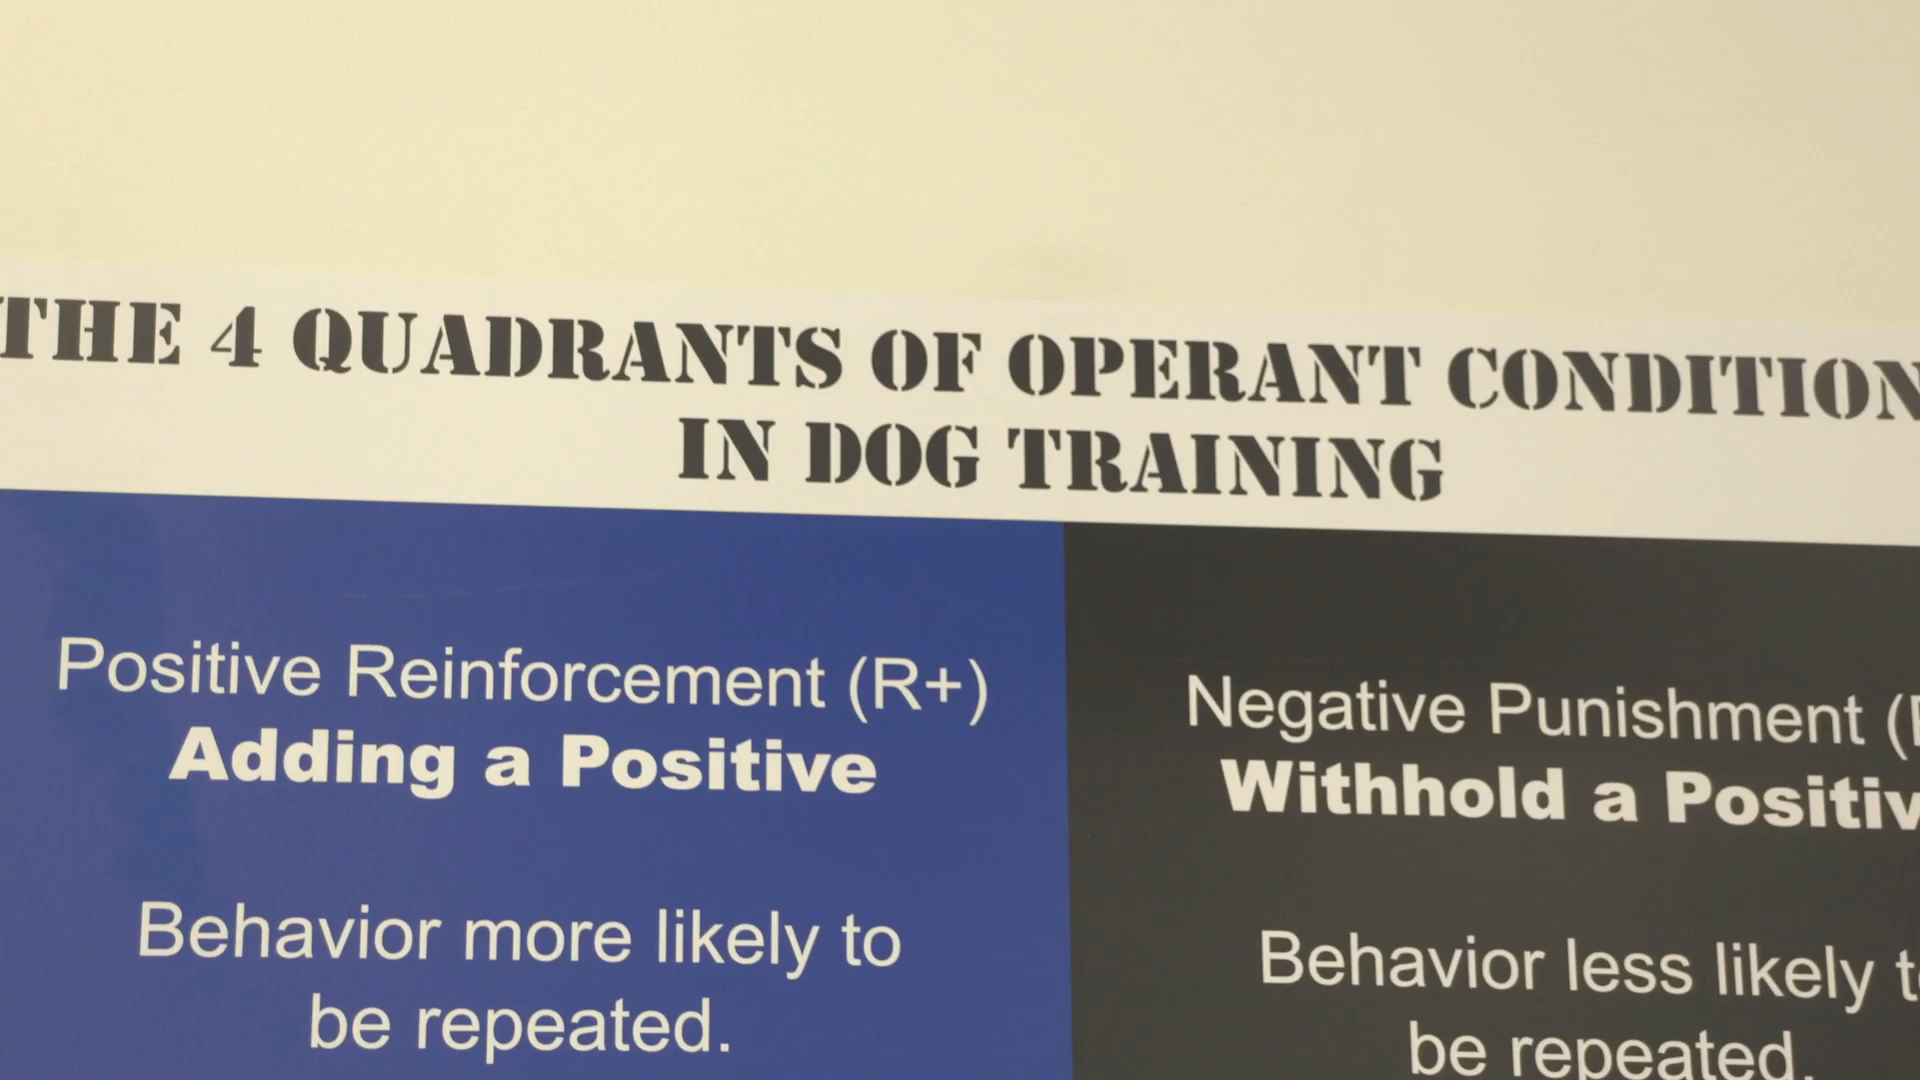 THE 4 QUADRANTS OF OPERANT CONDITION
IN DOG TRAINING
Positive Reinforcement (R+)
Adding a Positive
Behavior more likely to
be repeated.
Negative Punishment (
Withhold a Positiv
Behavior less likely t
be repeated.